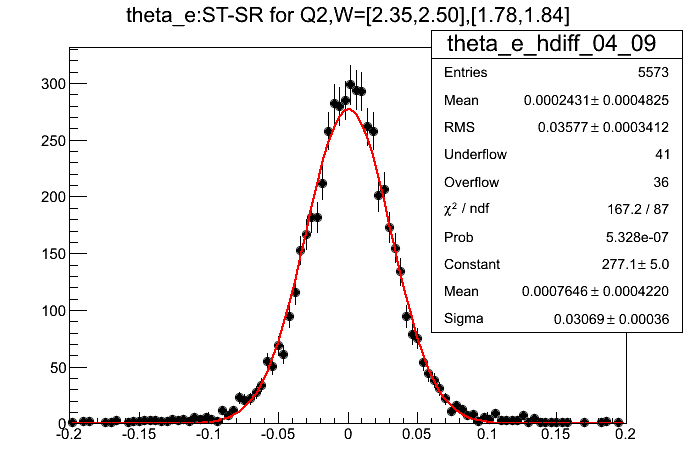 theta_e:ST-SR for Q2,W=[2.35,2.50],[1.78,1.84]
theta_e_hdiff_04_09
Entries 5573
Mean 0.0002431± 0.0004825
RMS 0.03577± 0.0003412
Underflow 41
Overflow 36
χ² / ndf 167.2 / 87
Prob 5.328e-07
Constant 277.1± 5.0
Mean 0.0007646± 0.0004220
Sigma 0.03069± 0.00036
300
250
200
150
100
50
0
-0.2 -0.15 -0.1 -0.05 0 0.05 0.1 0.15 0.2